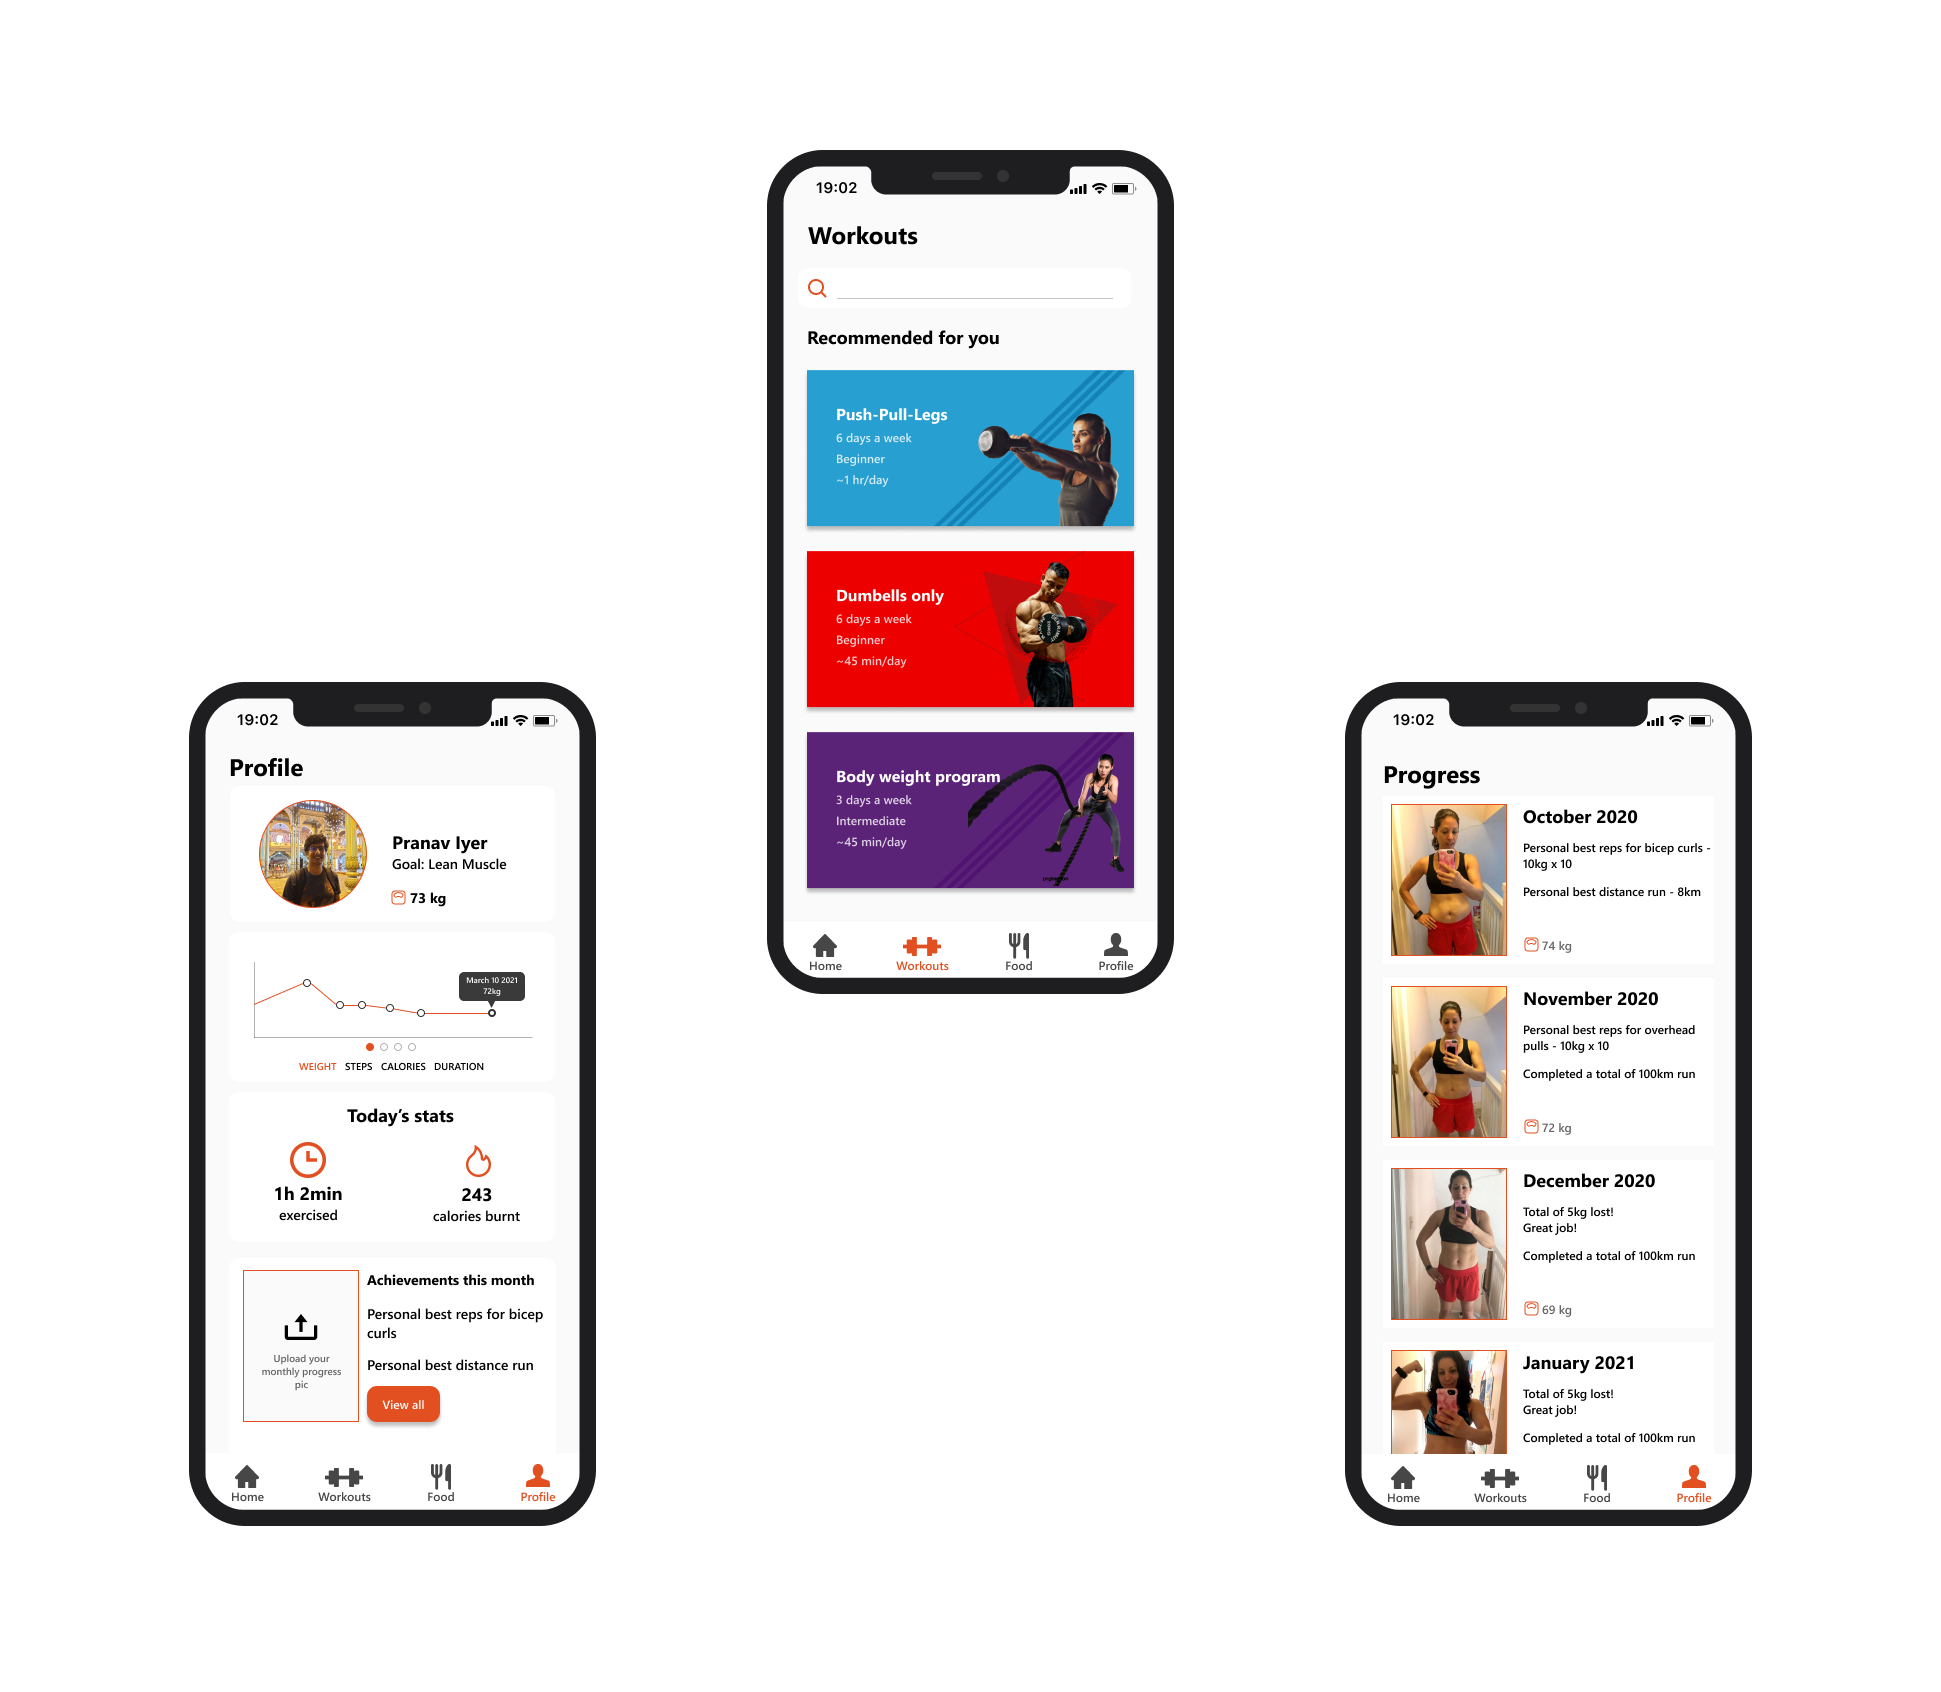 19:02
Profile
Pranav Iyer
Goal: Lean Muscle
73 kg
March 10 2021
72kg
WEIGHT STEPS CALORIES DURATION
Today's stats
1h 2min
exercised
243
calories burnt
Upload your
monthly progress
pic
Achievements this month
Personal best reps for bicep
curls
Personal best distance run
View all
Home Workouts Food Profile
19:02
Workouts
Recommended for you
Push-Pull-Legs
6 days a week
Beginner
~1 hr/day
Dumbells only
6 days a week
Beginner
~45 min/day
Body weight program
3 days a week
Intermediate
~45 min/day
Home Workouts Food Profile
19:02
Progress
October 2020
Personal best reps for bicep curls -
10kg x 10
Personal best distance run - 8km
74 kg
November 2020
Personal best reps for overhead
pulls - 10kg x 10
Completed a total of 100km run
72 kg
December 2020
Total of 5kg lost!
Great job!
Completed a total of 100km run
69 kg
January 2021
Total of 5kg lost!
Great job!
Completed a total of 100km run
Home Workouts Food Profile